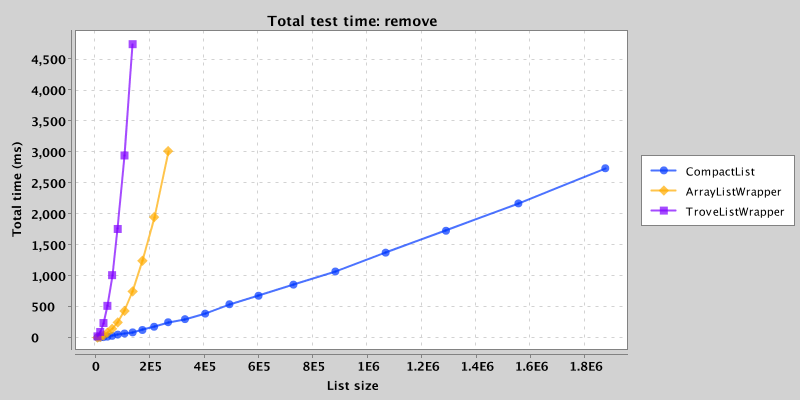 Total test time: remove
4,500
4,000
3,500
3,000
2,500
2,000
1,500
1,000
500
0
Total time (ms)
0 2E5 4E5 6E5 8E5 1E6 1.2E6 1.4E6 1.6E6 1.8E6
List size
CompactList
ArrayListWrapper
TroveListWrapper